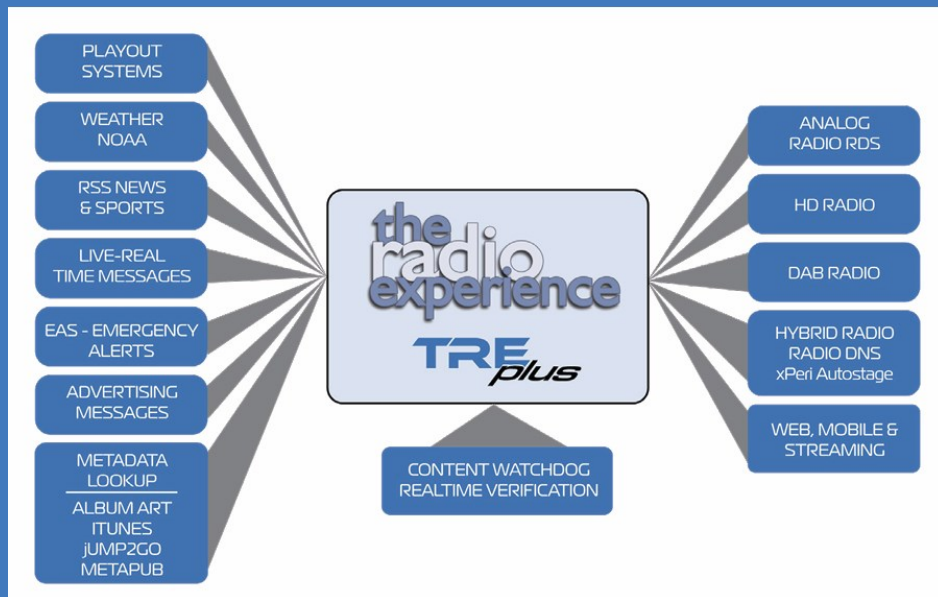 PLAYOUT
SYSTEMS
WEATHER
NOAA
RSS NEWS
& SPORTS
LIVE-REAL
TIME MESSAGES
EAS - EMERGENCY
ALERTS
ADVERTISING
MESSAGES
METADATA
LOOKUP
ALBUM ART
ITUNES
jUMP2GO
METAPUB
the
radio
experience
TRE
plus
CONTENT WATCHDOG
REALTIME VERIFICATION
ANALOG
RADIO RDS
HD RADIO
DAB RADIO
HYBRID RADIO
RADIO DNS
xPeri Autostage
WEB, MOBILE &
STREAMING